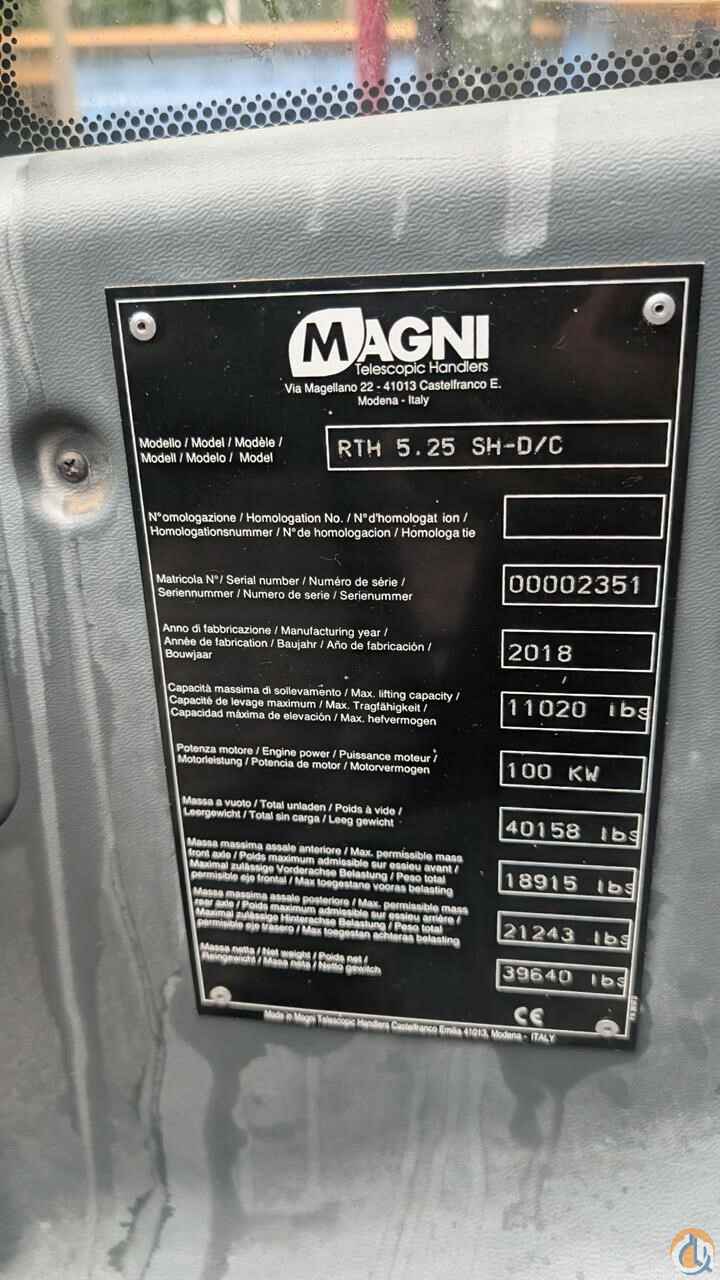 MAGNI
Telescopic Handlers
Via Magellano 22 - 41013 Castelfranco E.
Modena - Italy
Modello / Model / Modèle /
Modell / Modelo / Model
RTH 5.25 SH-D/C
N°omologazione / Homologation No. / N°d'homologat ion /
Homologationsnummer / N°de homologacion / Homologa tie
Matricola N°/ Serial number / Numéro de série /
Seriennummer / Numero de serie / Serienummer
00002351
Anno di fabbricazione / Manufacturing year /
Année de fabrication / Baujahr / Año de fabricación /
Bouwjaar
2018
Capacità massima di sollevamento / Max. lifting capacity /
Capacité de levage maximum / Max. Tragfähigkeit /
Capacidad máxima de elevación / Max. hefvermogen
11020 lbs
Potenza motore / Engine power / Puissance moteur /
Motorleistung / Potencia de motor / Motorvermogen
100 KW
Massa a vuoto / Total unladen / Poids à vide /
Leergewicht / Total sin carga / Leeg gewicht
40158 lbs
Massa massima assale anteriore / Max. permissible mass
front axle / Poids maximum admissible sur essieu avant /
Maximal zulässige Vorderachse Belastung / Peso total
permisible eje frontal / Max toegestane vooras belasting
18915 lbs
Massa massima assale posteriore / Max. permissible mass
rear axle / Poids maximum admissible sur essieu arrière /
Maximal zulässige Hinterachse Belastung / Peso total
permisible eje trasero / Max toegestan achteras belasting
21243 lbs
Massa netta / Net weight / Poids net /
Reingewicht / Masa neta / Netto gewitch
39640 lbs
CE
Made in Magni Telescopic Handlers Castelfranco Emilia 41013, Modena - ITALY